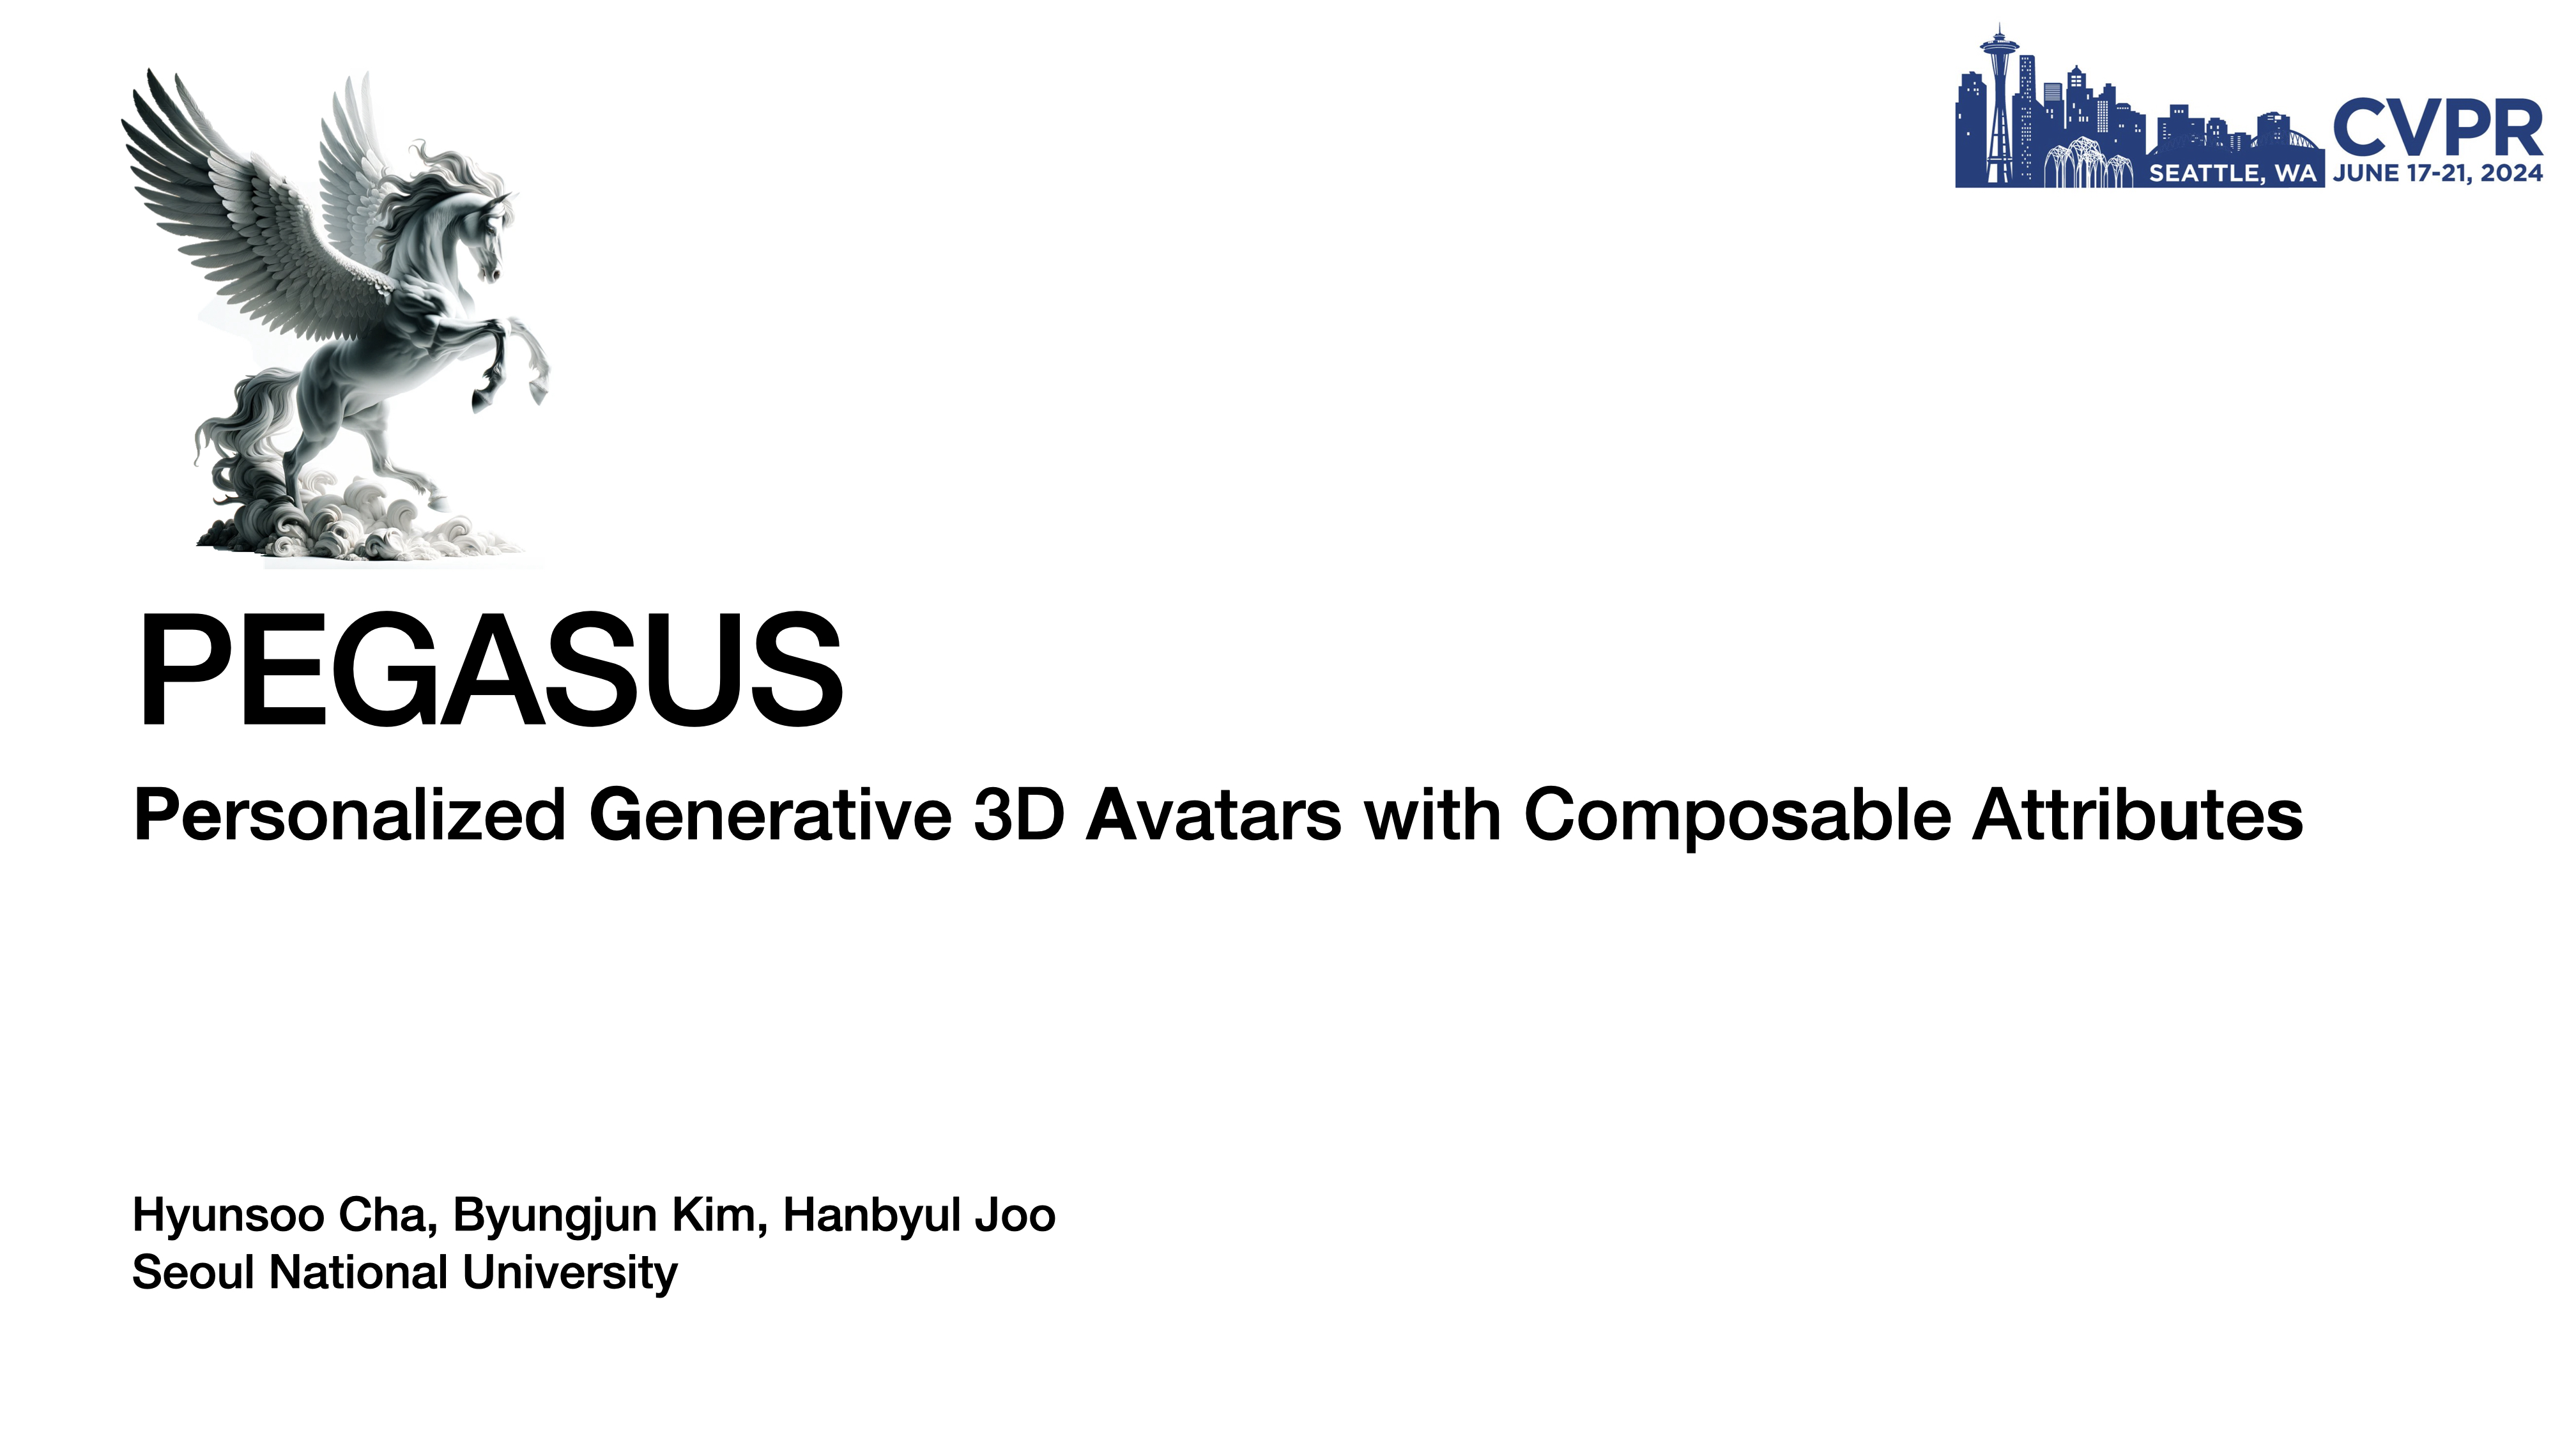 CVPR
SEATTLE, WA JUNE 17-21, 2024
PEGASUS
Personalized Generative 3D Avatars with Composable Attributes
Hyunsoo Cha, Byungjun Kim, Hanbyul Joo
Seoul National University